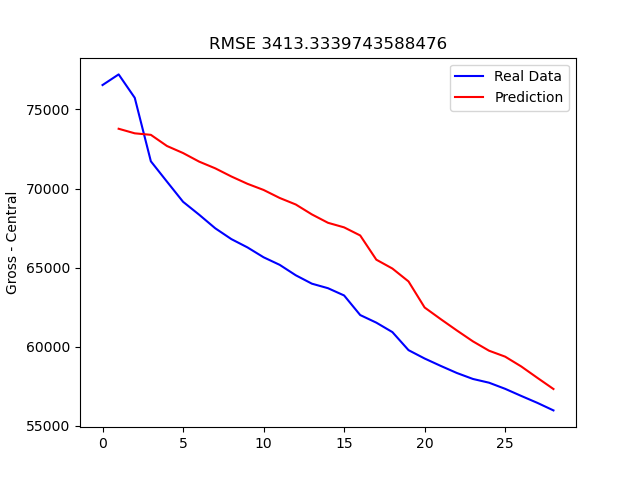 RMSE 3413.3339743588476
Real Data
Prediction
Gross - Central
75000
70000
65000
60000
55000
0 5 10 15 20 25